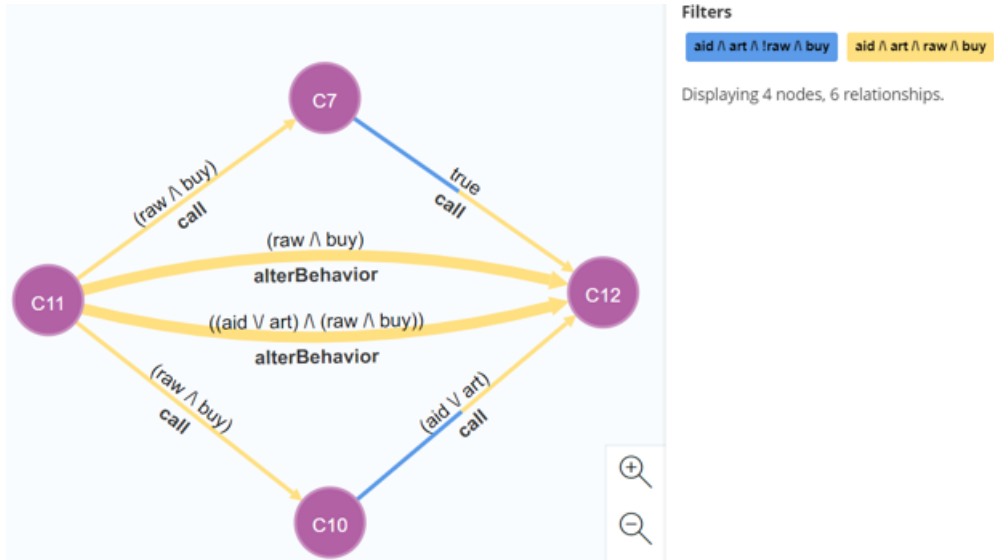 Filters
aid /\ art /\ !raw /\ buy
aid /\ art /\ raw /\ buy
Displaying 4 nodes, 6 relationships.
C7
(raw /\ buy)
call
true
call
(raw /\ buy)
alterBehavior
C11
C12
((aid \/ art) /\ (raw /\ buy))
alterBehavior
(raw /\ buy)
call
(aid \/ art)
call
C10